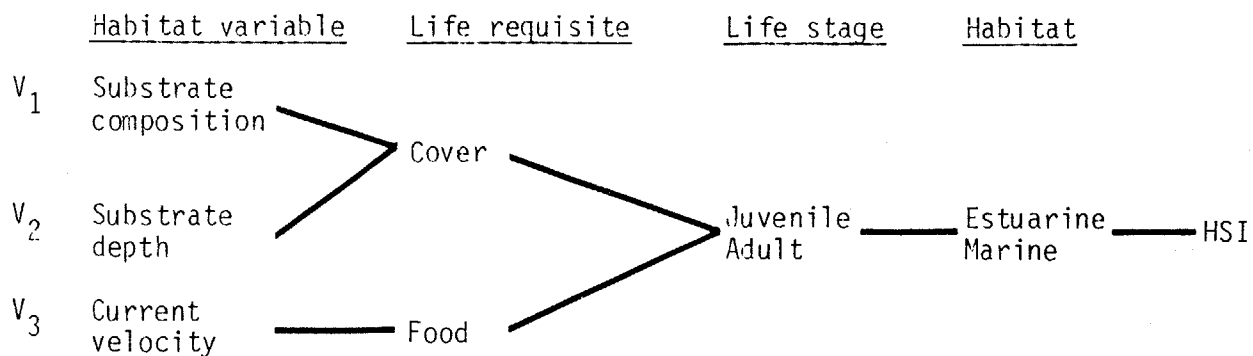 Habitat variable Life requisite Life stage Habitat
V1 Substrate
composition
Cover
V2 Substrate
depth
Juvenile
Adult
Estuarine
Marine
HSI
V3 Current
velocity
Food